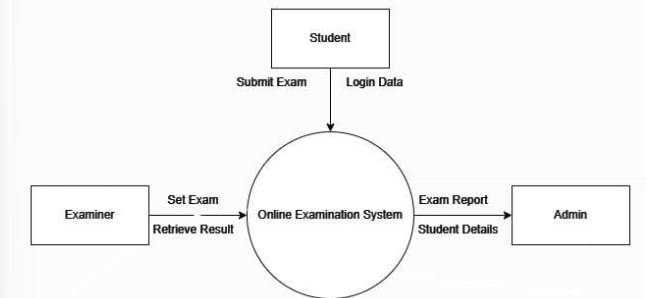 Student
Submit Exam
Login Data
Examiner
Set Exam
Retrieve Result
Online Examination System
Exam Report
Student Details
Admin